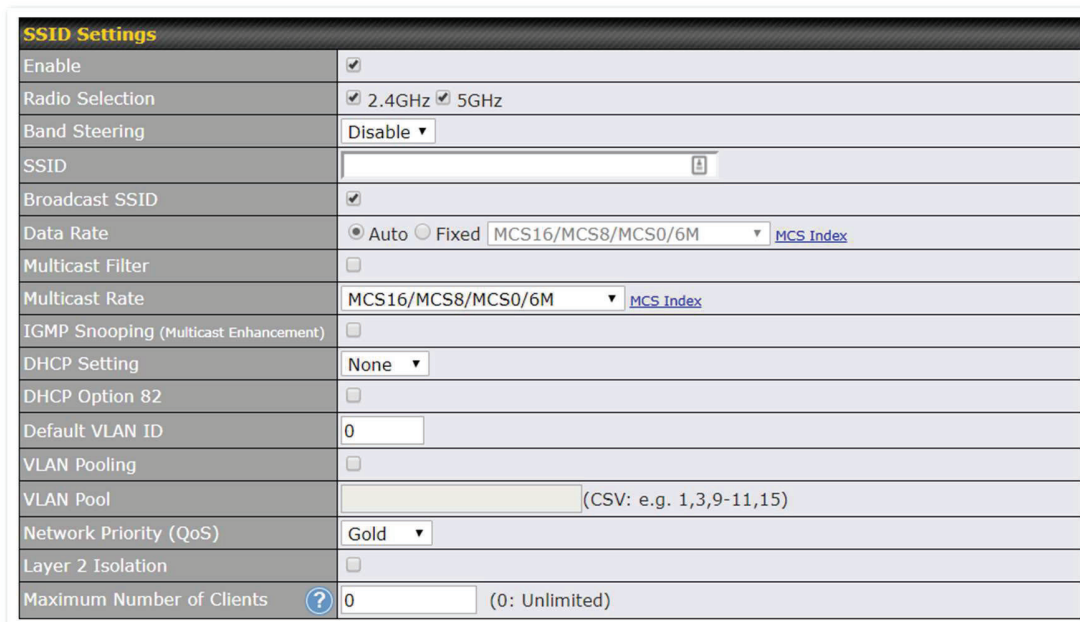 SSID Settings
Enable
Radio Selection 2.4GHz 5GHz
Band Steering Disable
SSID
Broadcast SSID
Data Rate Auto Fixed MCS16/MCS8/MCS0/6M MCS Index
Multicast Filter
Multicast Rate MCS16/MCS8/MCS0/6M MCS Index
IGMP Snooping (Multicast Enhancement)
DHCP Setting None
DHCP Option 82
Default VLAN ID 0
VLAN Pooling
VLAN Pool (CSV: e.g. 1,3,9-11,15)
Network Priority (QoS) Gold
Layer 2 Isolation
Maximum Number of Clients ? 0 (0: Unlimited)